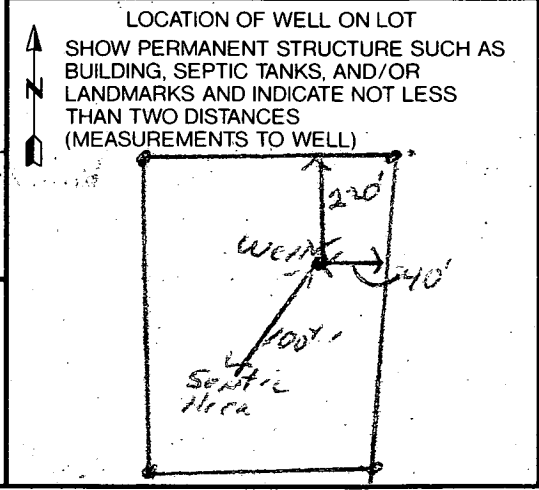 LOCATION OF WELL ON LOT
SHOW PERMANENT STRUCTURE SUCH AS
BUILDING, SEPTIC TANKS, AND/OR
N
LANDMARKS AND INDICATE NOT LESS
THAN TWO DISTANCES
(MEASUREMENTS TO WELL)
220'
Well
40'
100'
Septic
Area